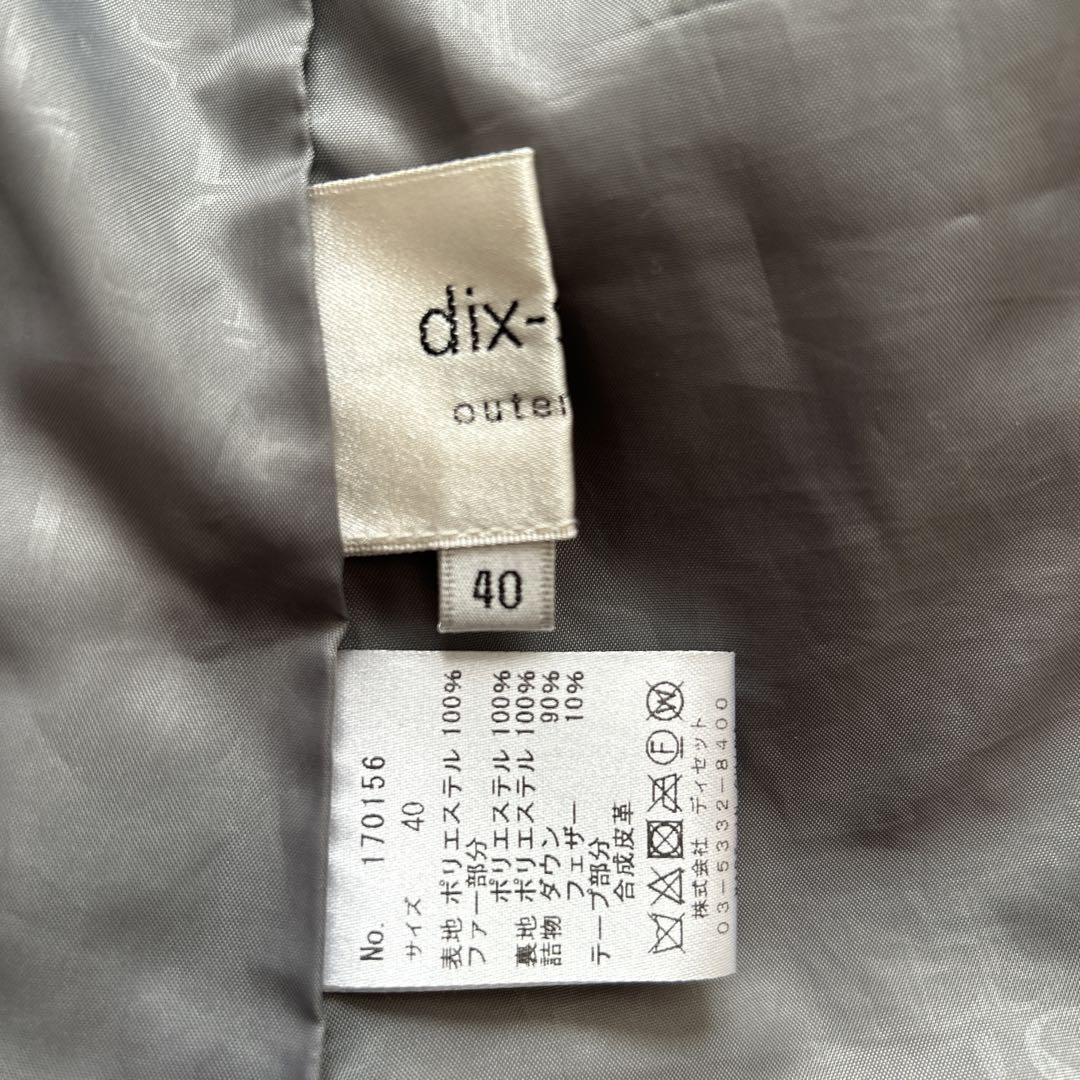 dix-
outer
40
No. 170156
サイズ 40
表地 ポリエステル 100%
ファー部分
ポリエステル 100%
裏地 ポリエステル 100%
詰物 ダウン 90%
フェザー 10%
テープ部分
合成皮革
株式会社 ディセット
03-5332-8400